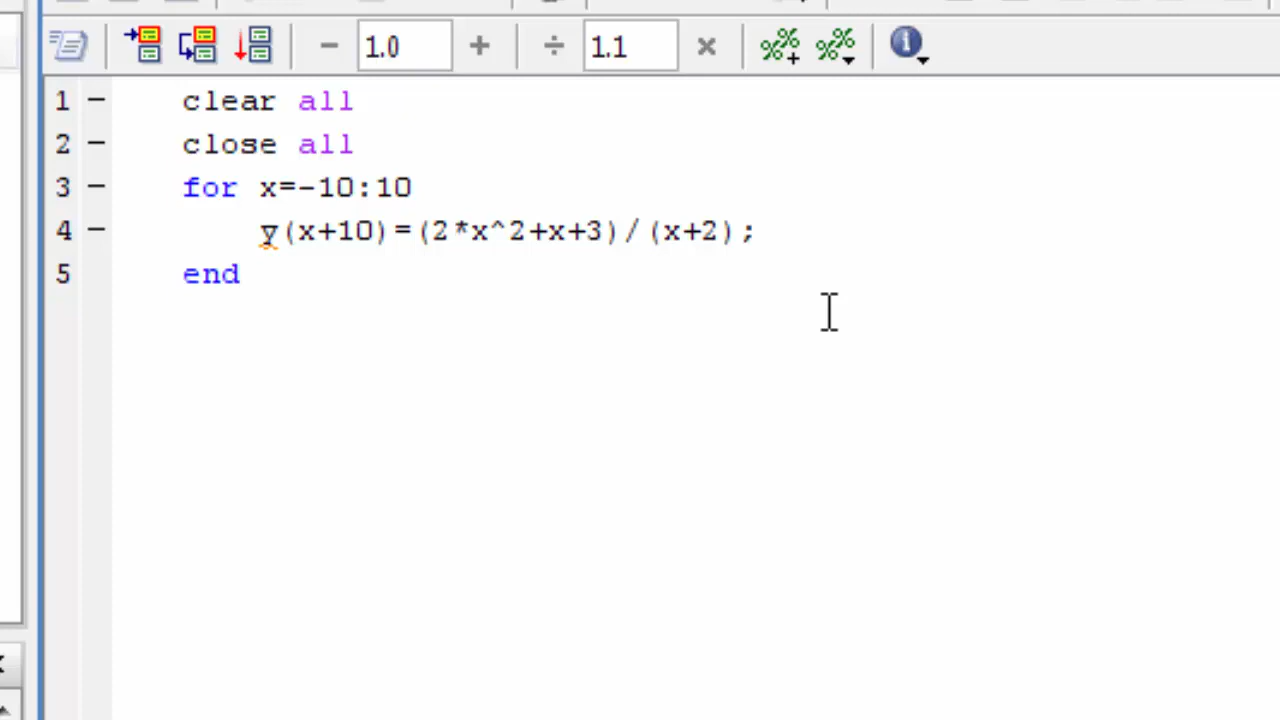 1.0 1.1
1 clear all
2 close all
3 for x=-10:10
4 y(x+10)=(2*x^2+x+3)/(x+2);
5 end